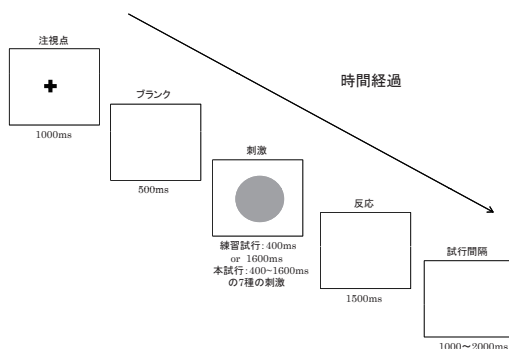 注視点
1000ms
ブランク
500ms
時間経過
刺激
練習試行：400ms
or 1600ms
本試行：400~1600ms
の7種の刺激
反応
1500ms
試行間隔
1000〜2000ms